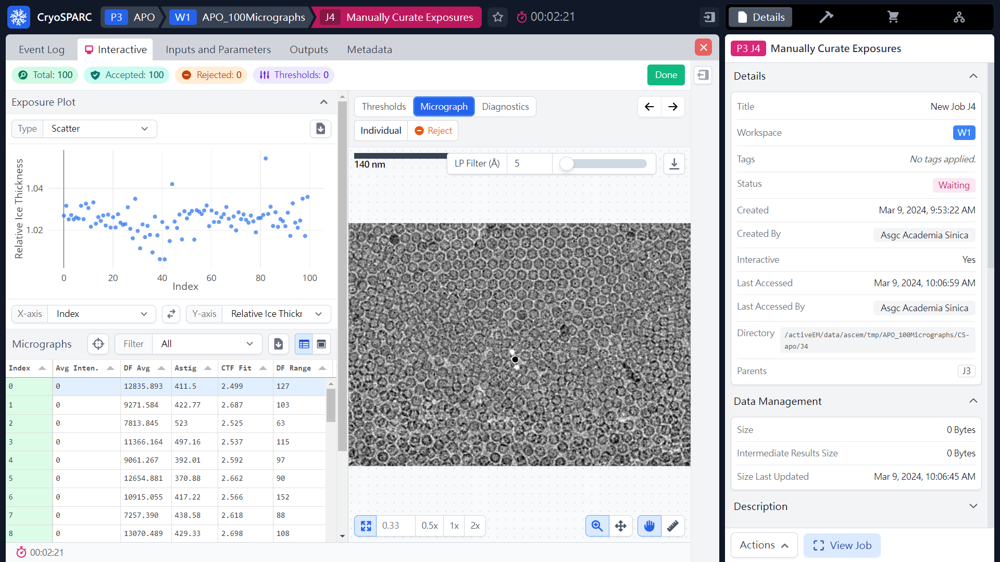 CryoSPARC P3 APO W1 APO_100Micrographs J4 Manually Curate Exposures 00:02:21 Details
Event Log Interactive Inputs and Parameters Outputs Metadata
Total: 100 Accepted: 100 Rejected: 0 Thresholds: 0 Done
Exposure Plot
Type Scatter
Relative Ice Thickness
1.04
1.02
0 20 40 60 80 100
Index
X-axis Index Y-axis Relative Ice Thickr
Micrographs Filter All
Index Avg Inten. DF Avg Astig CTF Fit DF Range
0 0 12835.893 411.5 2.499 127
1 0 9271.584 422.77 2.687 103
2 0 7813.845 523 2.525 63
3 0 11366.164 497.16 2.537 115
4 0 9061.267 392.01 2.592 97
5 0 12654.881 370.88 2.662 90
6 0 10915.055 417.22 2.566 152
7 0 7257.390 438.58 2.618 88
8 0 13070.489 429.33 2.698 108
00:02:21
Thresholds Micrograph Diagnostics
Individual Reject
140 nm LP Filter (Å) 5
0.33 0.5x 1x 2x
P3 J4 Manually Curate Exposures
Details
Title New Job J4
Workspace W1
Tags No tags applied.
Status Waiting
Created Mar 9, 2024, 9:53:22 AM
Created By Asgc Academia Sinica
Interactive Yes
Last Accessed Mar 9, 2024, 10:06:59 AM
Last Accessed By Asgc Academia Sinica
Directory /activeEM/data/ascem/tmp/APO_100Micrographs/CS-
apo/J4
Parents J3
Data Management
Size 0 Bytes
Intermediate Results Size 0 Bytes
Size Last Updated Mar 9, 2024, 10:06:45 AM
Description
Actions View Job